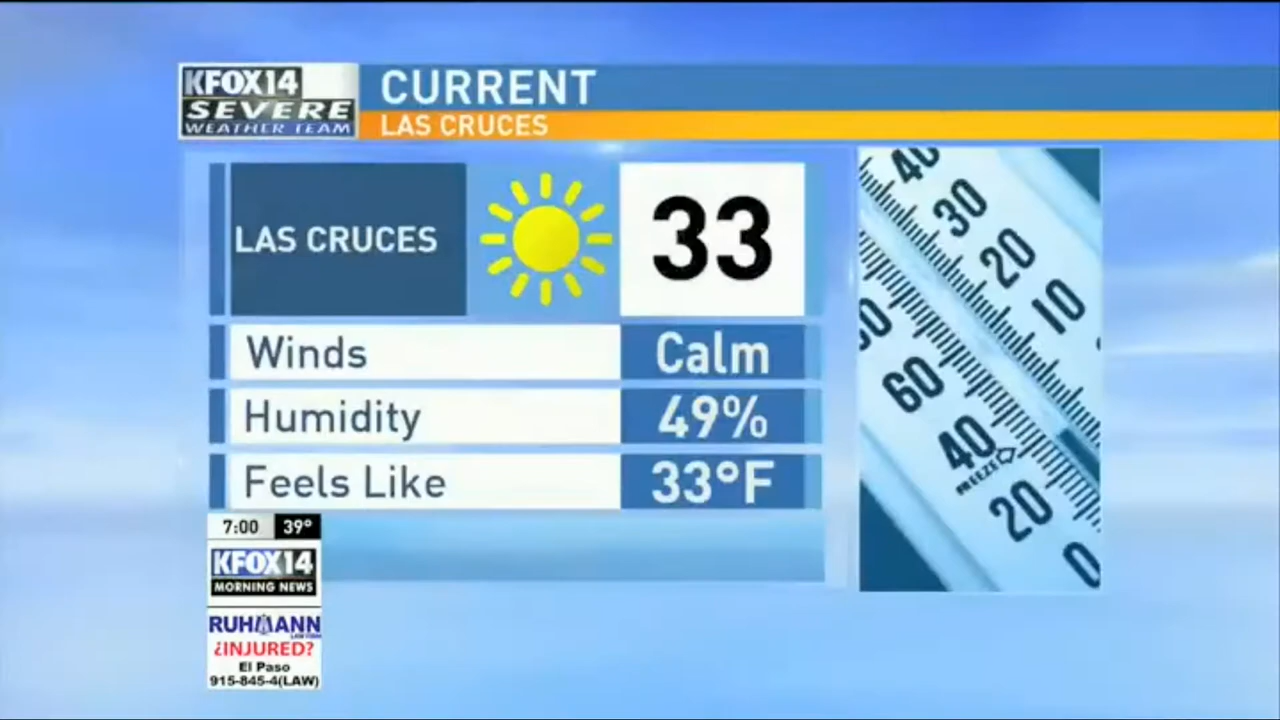 KFOX14
SEVERE
WEATHER TEAM
CURRENT
LAS CRUCES
LAS CRUCES
33
Winds Calm
Humidity 49%
Feels Like 33°F
40
30
20
10
60
40
FREEZE
20
0
7:00 39°
KFOX14
MORNING NEWS
RUHMANN
LAW FIRM
¿INJURED?
El Paso
915-845-4(LAW)